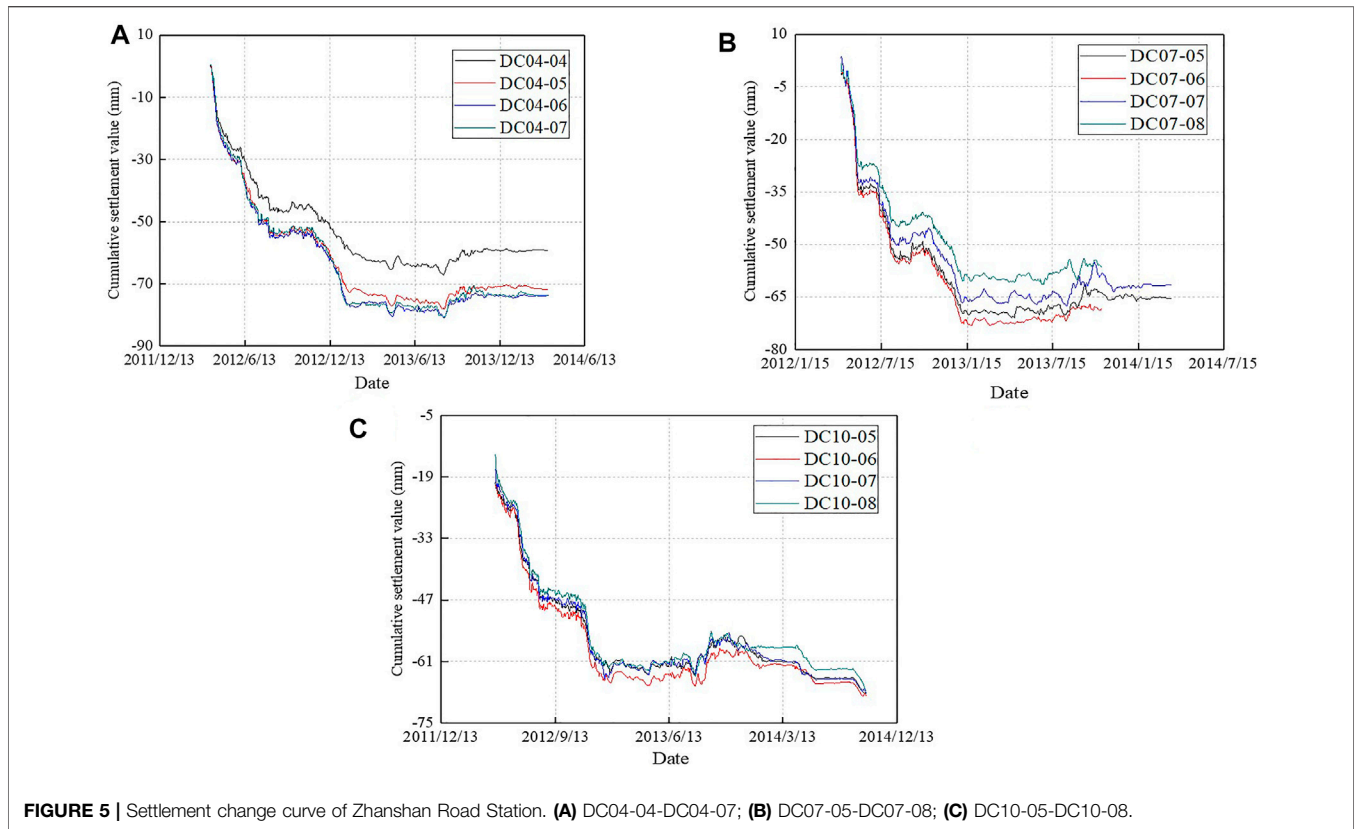 A
10
-10
-30
-50
-70
-90
Cumulative settlement value (mm)
DC04-04
DC04-05
DC04-06
DC04-07
2011/12/13 2012/6/13 2012/12/13 2013/6/13 2013/12/13 2014/6/13
Date
B
10
-5
-20
-35
-50
-65
-80
Cumulative settlement value (mm)
DC07-05
DC07-06
DC07-07
DC07-08
2012/1/15 2012/7/15 2013/1/15 2013/7/15 2014/1/15 2014/7/15
Date
C
-5
-19
-33
-47
-61
-75
Cumulative settlement value (mm)
DC10-05
DC10-06
DC10-07
DC10-08
2011/12/13 2012/9/13 2013/6/13 2014/3/13 2014/12/13
Date
FIGURE 5 | Settlement change curve of Zhanshan Road Station. (A) DC04-04-DC04-07; (B) DC07-05-DC07-08; (C) DC10-05-DC10-08.